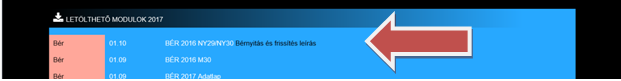 LETÖLTHETŐ MODULOK 2017
Bér 01.10 BÉR 2016 NY29/NY30 Bérnyitás és frissítés leírás
Bér 01.09 BÉR 2016 M30
Bér 01.09 BÉR 2017 Adatlap